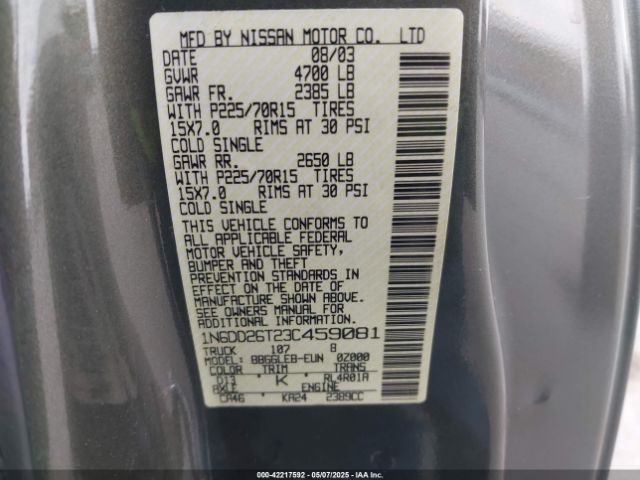 MFD BY NISSAN MOTOR CO. LTD
DATE 08/03
GVWR 4700 LB
GAWR FR. 2385 LB
WITH P225/70R15 TIRES
15X7.0 RIMS AT 30 PSI
COLD SINGLE
GAWR RR. 2650 LB
WITH P225/70R15 TIRES
15X7.0 RIMS AT 30 PSI
COLD SINGLE
THIS VEHICLE CONFORMS TO
ALL APPLICABLE FEDERAL
MOTOR VEHICLE SAFETY,
BUMPER AND THEFT
PREVENTION STANDARDS IN
EFFECT ON THE DATE OF
MANUFACTURE SHOWN ABOVE.
SEE OWNERS MANUAL FOR
ADDITIONAL INFORMATION
1N6DD26T23C459081
TRUCK 107 8
MODEL: BBGGLEB-EUN 0Z000
COLOR TRIM TRANS
D13 K RL4R01A
AXLE ENGINE
CA46 KA24 2389CC
000-42217592 - 05/07/2025 - IAA Inc.